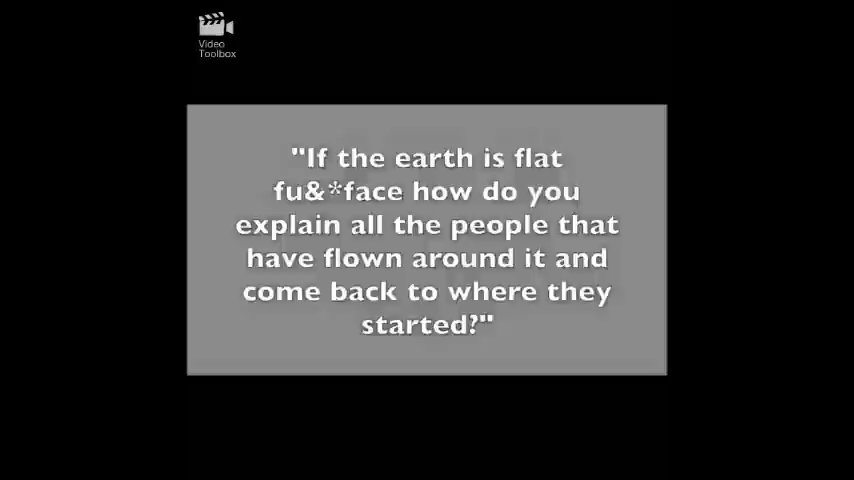 Video
Toolbox
"If the earth is flat
fu&*face how do you
explain all the people that
have flown around it and
come back to where they
started?"